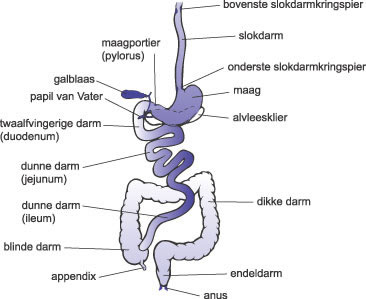 bovenste slokdarmkringspier
slokdarm
maagportier
(pylorus)
onderste slokdarmkringspier
galblaas
maag
papil van Vater
alvleesklier
twaalfvingerige darm
(duodenum)
dunne darm
(jejunum)
dunne darm
(ileum)
dikke darm
blinde darm
appendix
endeldarm
anus